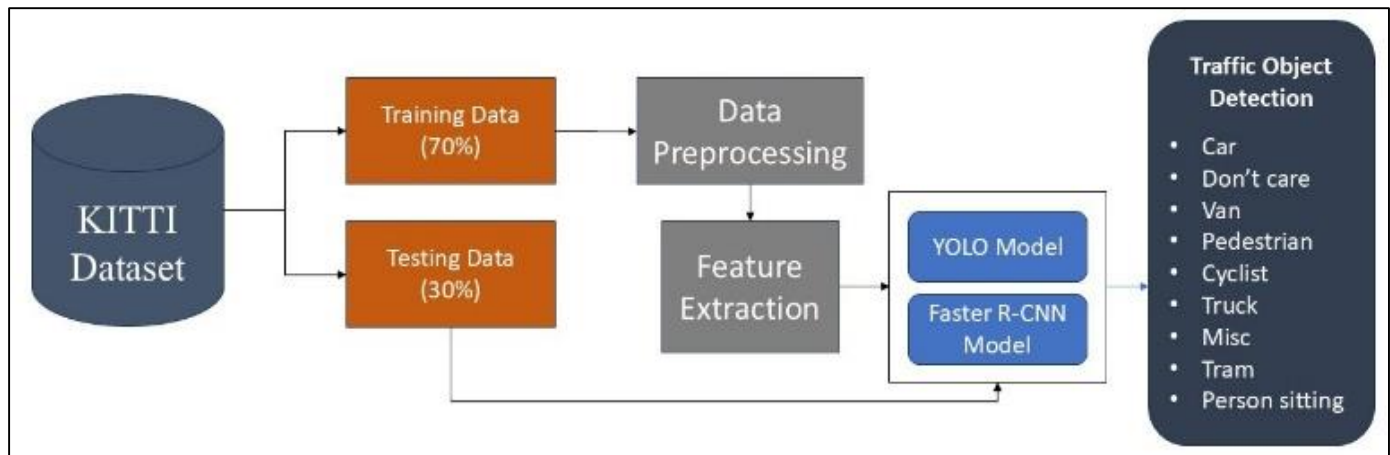 KITTI
Dataset
Training Data
(70%)
Testing Data
(30%)
Data
Preprocessing
Feature
Extraction
YOLO Model
Faster R-CNN
Model
Traffic Object
Detection
• Car
• Don't care
• Van
• Pedestrian
• Cyclist
• Truck
• Misc
• Tram
• Person sitting